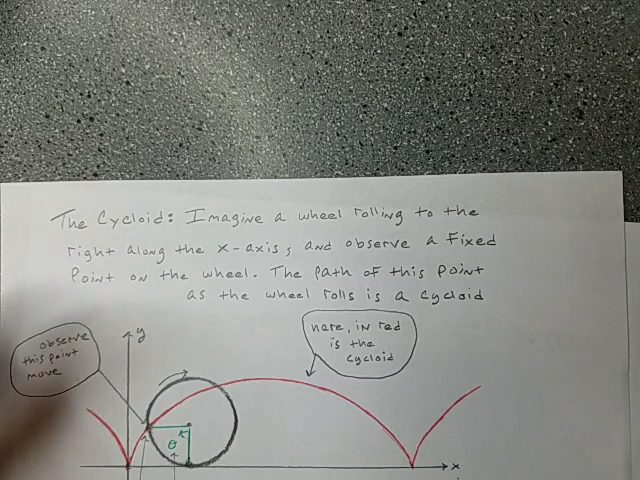 The Cycloid: Imagine a wheel rolling to the
right along the x-axis, and observe a fixed
Point on the wheel. The path of this point
as the wheel rolls is a cycloid
observe
this point
move
y
here, in red
is the
cycloid
r
θ
x